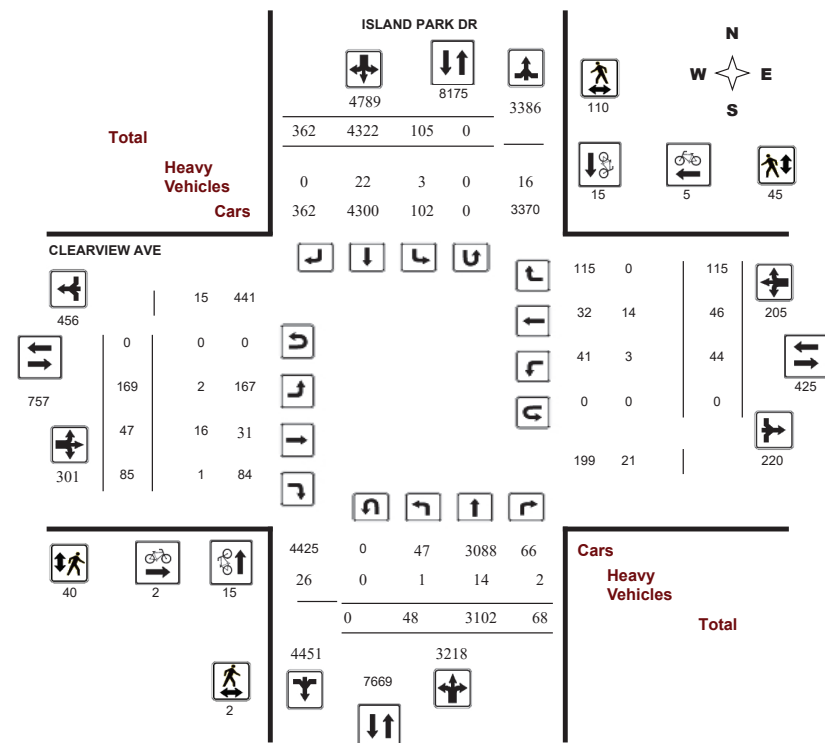 ISLAND PARK DR
N
W E
S
4789 8175 3386
110
Total
362 4322 105 0
Heavy
Vehicles
0 22 3 0 16
Cars
362 4300 102 0 3370
15 5 45
CLEARVIEW AVE
456
15 441
757
0 0 0
169 2 167
47 16 31
301
85 1 84
115 0 115
32 14 46
205
41 3 44
425
0 0 0
199 21 220
4425 0 47 3088 66
26 0 1 14 2
0 48 3102 68
4451 3218
7669
Cars
Heavy
Vehicles
Total
40 2 15
2